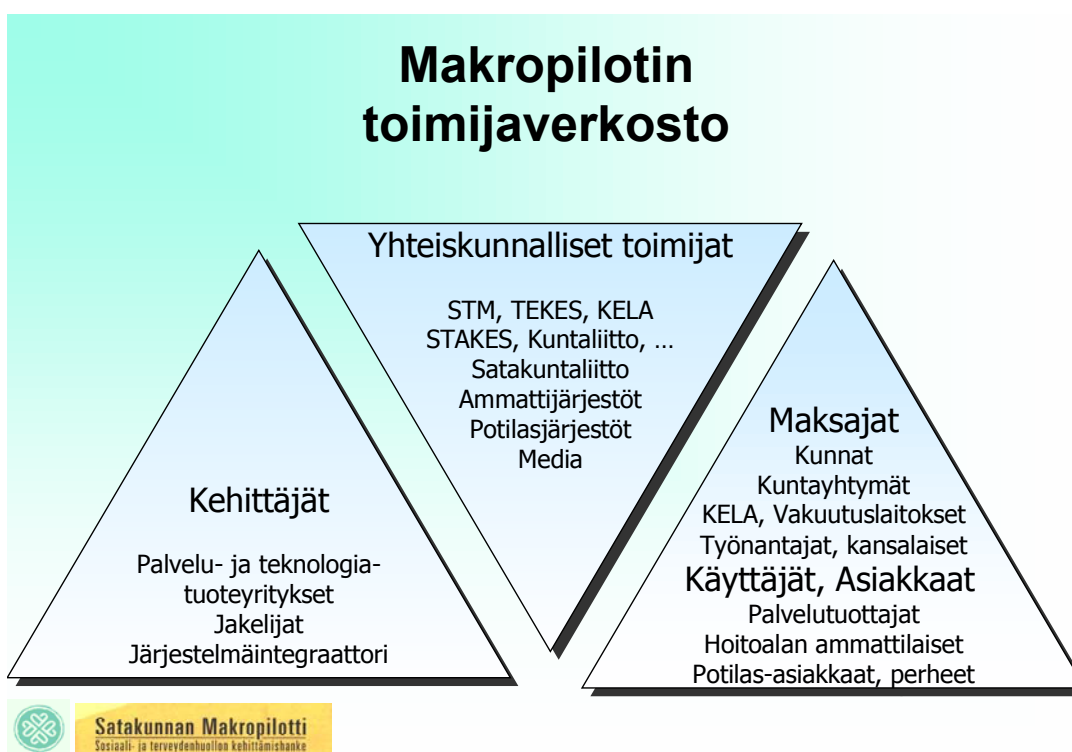 Makropilotin
toimijaverkosto
Yhteiskunnalliset toimijat
STM, TEKES, KELA
STAKES, Kuntaliitto, ...
Satakuntaliitto
Ammattijärjestöt
Potilasjärjestöt
Media
Kehittäjät
Palvelu- ja teknologia-
tuoteyritykset
Jakelijat
Järjestelmäintegraattori
Maksajat
Kunnat
Kuntayhtymät
KELA, Vakuutuslaitokset
Työnantajat, kansalaiset
Käyttäjät, Asiakkaat
Palvelutuottajat
Hoitoalan ammattilaiset
Potilas-asiakkaat, perheet
Satakunnan Makropilotti
Sosiaali- ja terveydenhuollon kehittämishanke